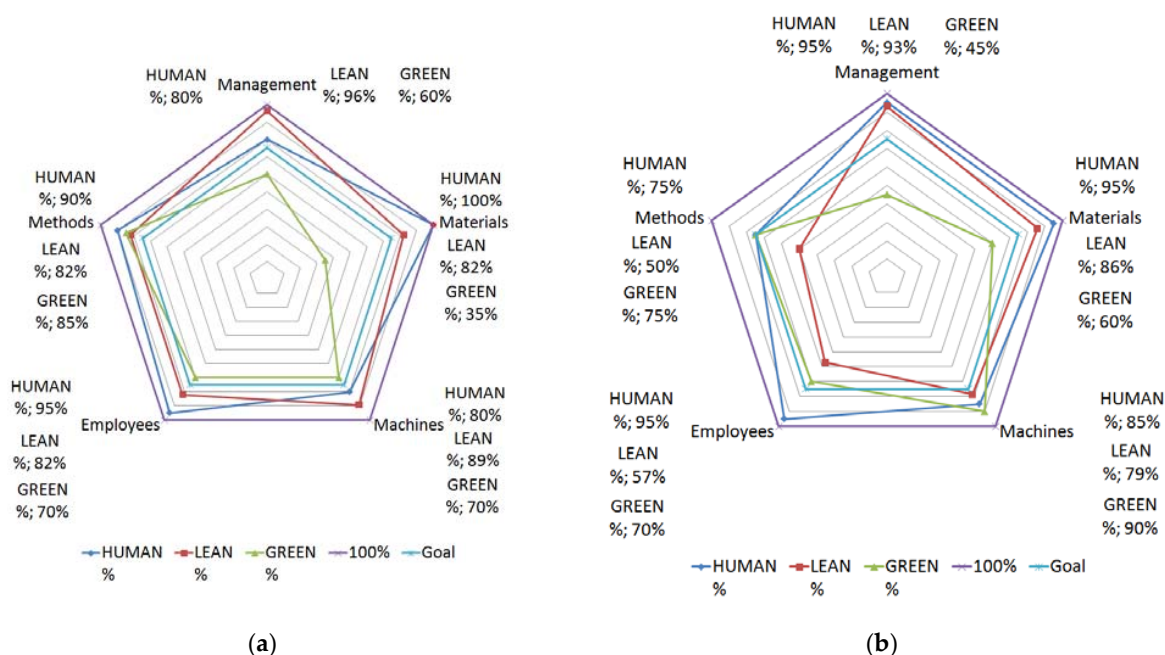 HUMAN
%; 80%
Management
LEAN
%; 96%
GREEN
%; 60%
HUMAN
%; 90%
Methods
LEAN
%; 82%
GREEN
%; 85%
HUMAN
%; 100%
Materials
LEAN
%; 82%
GREEN
%; 35%
HUMAN
%; 95%
LEAN
%; 82%
GREEN
%; 70%
Employees
HUMAN
%; 80%
Machines
LEAN
%; 89%
GREEN
%; 70%
HUMAN
%
LEAN
%
GREEN
%
100%
Goal
(a)
HUMAN
%; 95%
LEAN
%; 93%
GREEN
%; 45%
Management
HUMAN
%; 75%
Methods
LEAN
%; 50%
GREEN
%; 75%
HUMAN
%; 95%
Materials
LEAN
%; 86%
GREEN
%; 60%
HUMAN
%; 95%
Employees
LEAN
%; 57%
GREEN
%; 70%
HUMAN
%; 85%
Machines
LEAN
%; 79%
GREEN
%; 90%
HUMAN
%
LEAN
%
GREEN
%
100%
Goal
(b)